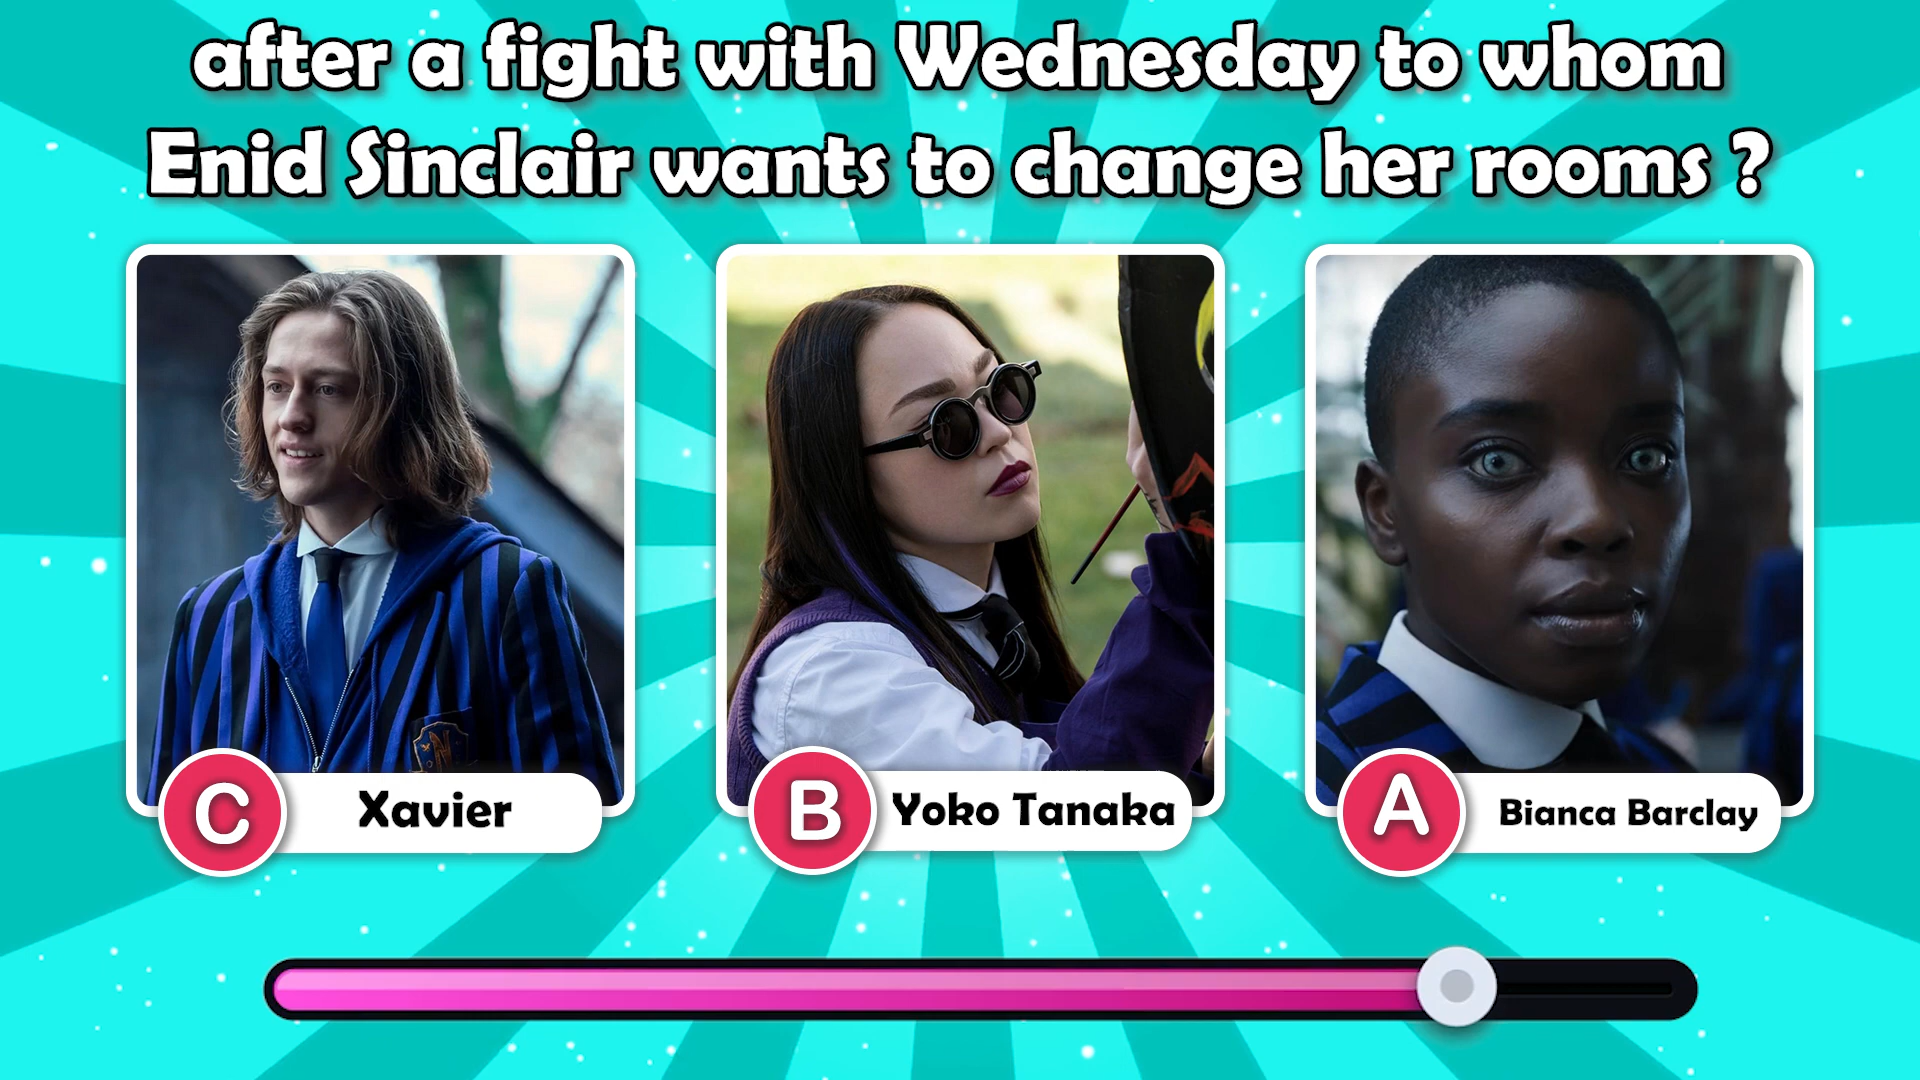 after a fight with Wednesday to whom
Enid Sinclair wants to change her rooms ?
C Xavier
B Yoko Tanaka
A Bianca Barclay